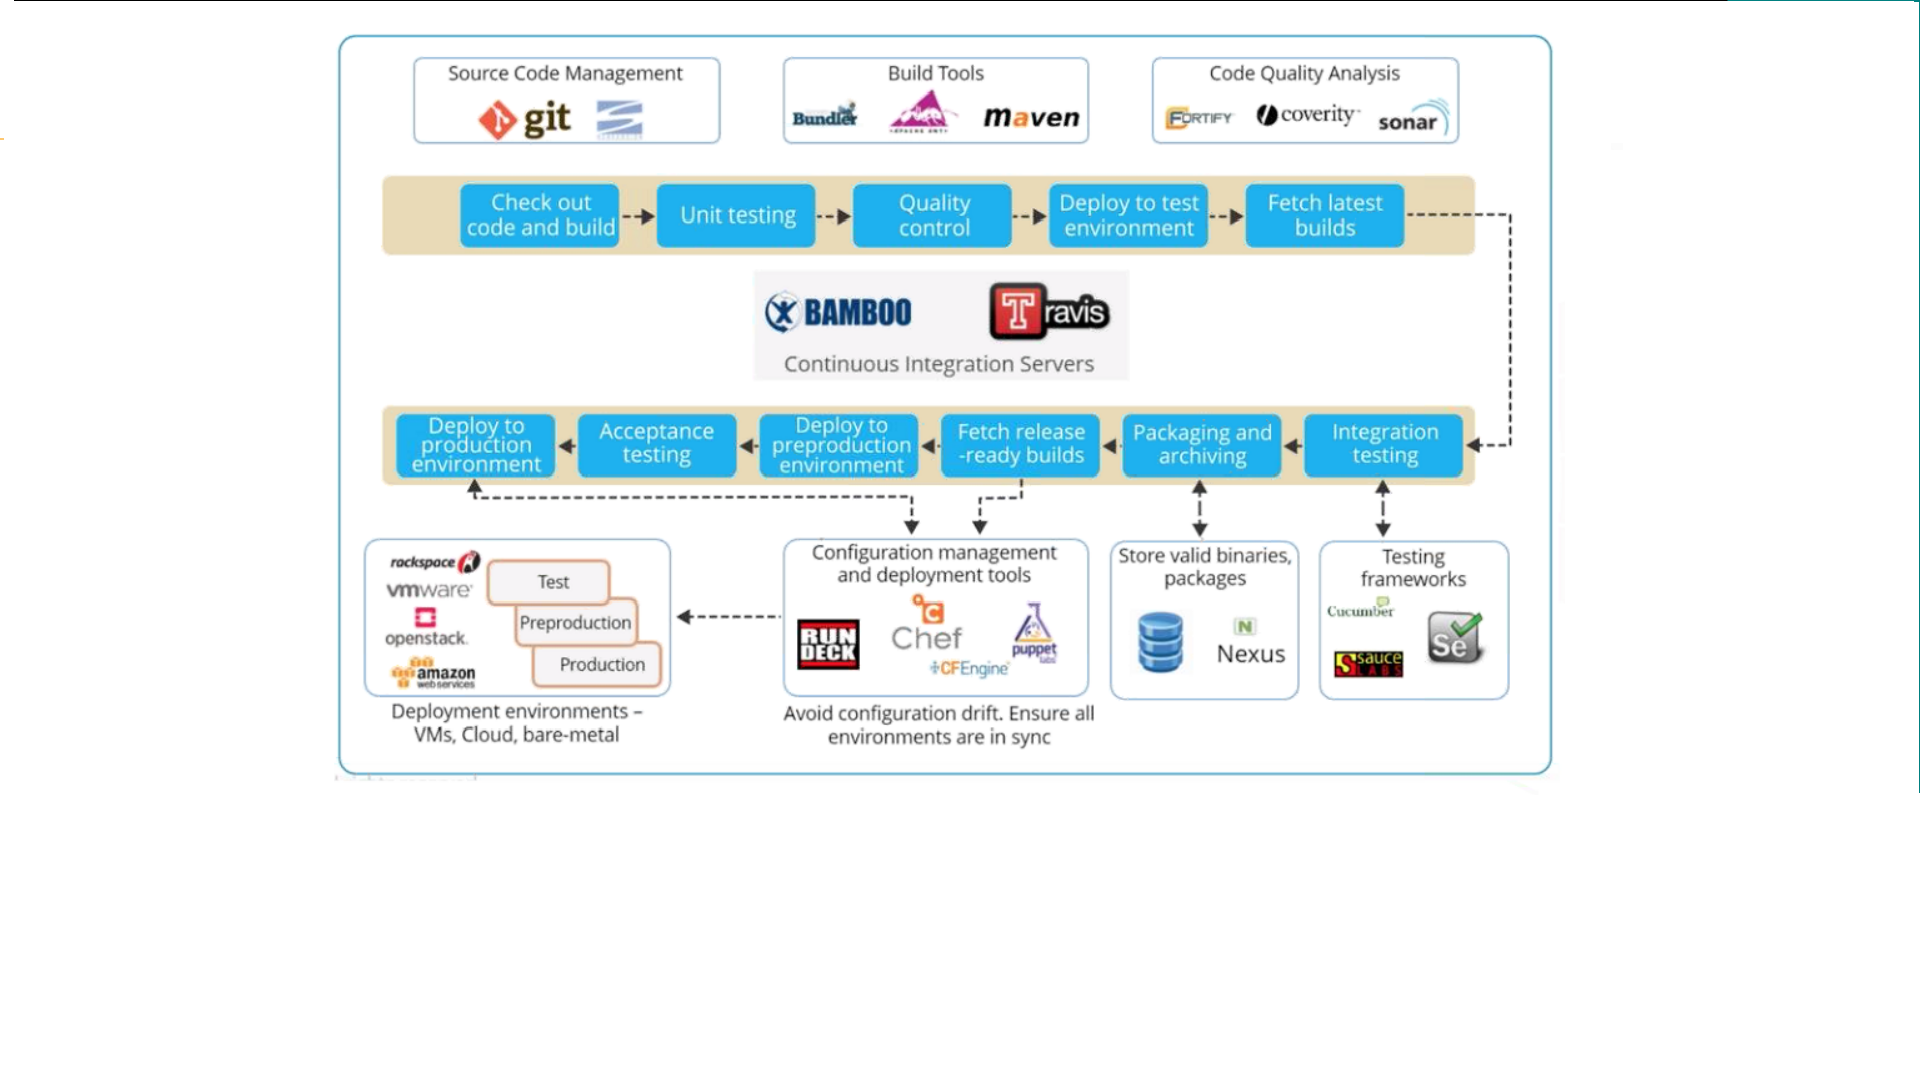 Source Code Management
git
Build Tools
Bundler
APACHE ANT
maven
Code Quality Analysis
FORTIFY
coverity
sonar
Check out
code and build
Unit testing
Quality
control
Deploy to test
environment
Fetch latest
builds
BAMBOO
Travis
Continuous Integration Servers
Deploy to
production
environment
Acceptance
testing
Deploy to
preproduction
environment
Fetch release
-ready builds
Packaging and
archiving
Integration
testing
rackspace
vmware
openstack.
amazon
web services
Test
Preproduction
Production
Deployment environments –
VMs, Cloud, bare-metal
Configuration management
and deployment tools
RUN
DECK
Chef
CFEngine
puppet
labs
Avoid configuration drift. Ensure all
environments are in sync
Store valid binaries,
packages
N
Nexus
Testing
frameworks
Cucumber
sauce
LABS
Se